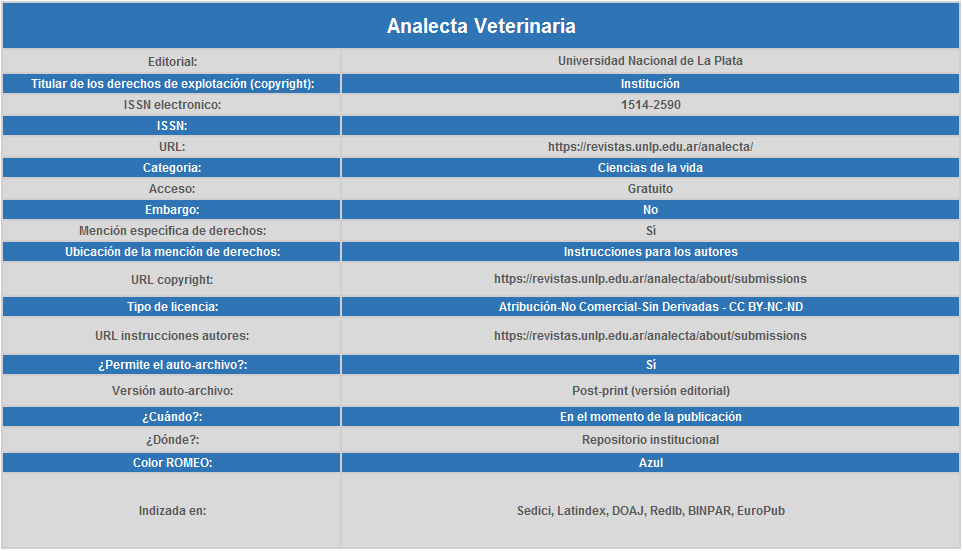 Analecta Veterinaria
Editorial: Universidad Nacional de La Plata
Titular de los derechos de explotación (copyright): Institución
ISSN electronico: 1514-2590
ISSN:
URL: https://revistas.unlp.edu.ar/analecta/
Categoria: Ciencias de la vida
Acceso: Gratuito
Embargo: No
Mención específica de derechos: Sí
Ubicación de la mención de derechos: Instrucciones para los autores
URL copyright: https://revistas.unlp.edu.ar/analecta/about/submissions
Tipo de licencia: Atribución-No Comercial-Sin Derivadas - CC BY-NC-ND
URL instrucciones autores: https://revistas.unlp.edu.ar/analecta/about/submissions
¿Permite el auto-archivo?: Sí
Versión auto-archivo: Post-print (versión editorial)
¿Cuándo?: En el momento de la publicación
¿Dónde?: Repositorio institucional
Color ROMEO: Azul
Indizada en: Sedici, Latindex, DOAJ, RedIb, BINPAR, EuroPub